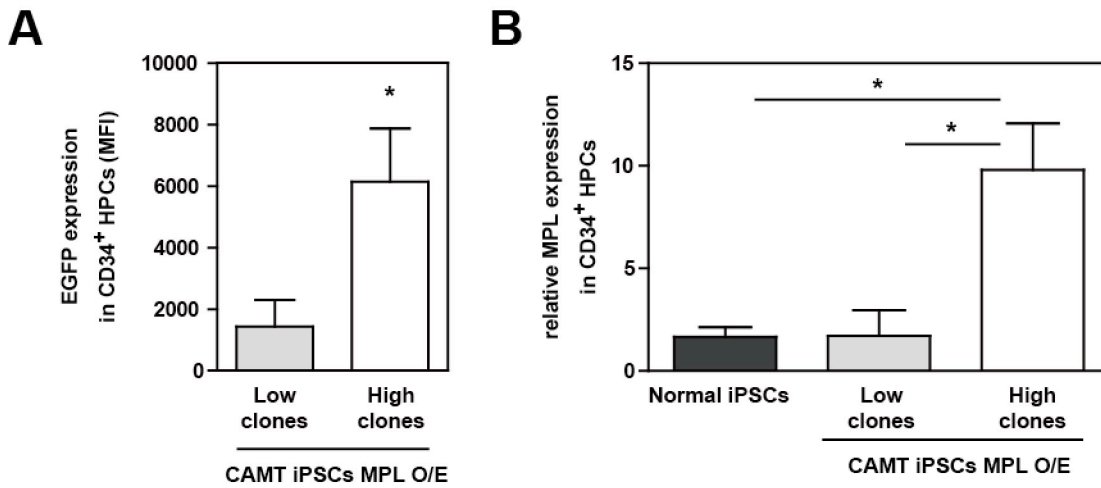 A
EGFP expression
in CD34+ HPCs (MFI)
10000
8000
6000
4000
2000
0
*
Low
clones
High
clones
CAMT iPSCs MPL O/E
B
relative MPL expression
in CD34+ HPCs
15
10
5
0
*
*
Normal iPSCs
Low
clones
High
clones
CAMT iPSCs MPL O/E